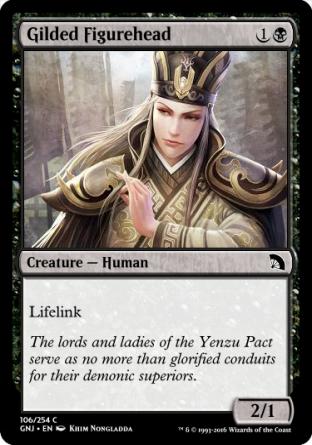 Gilded Figurehead 1
Creature — Human
Lifelink
The lords and ladies of the Yenzu Pact
serve as no more than glorified conduits
for their demonic superiors.
2/1
106/254 C
GNJ • EN Khim Nongladda
™ & © 1993-2016 Wizards of the Coast